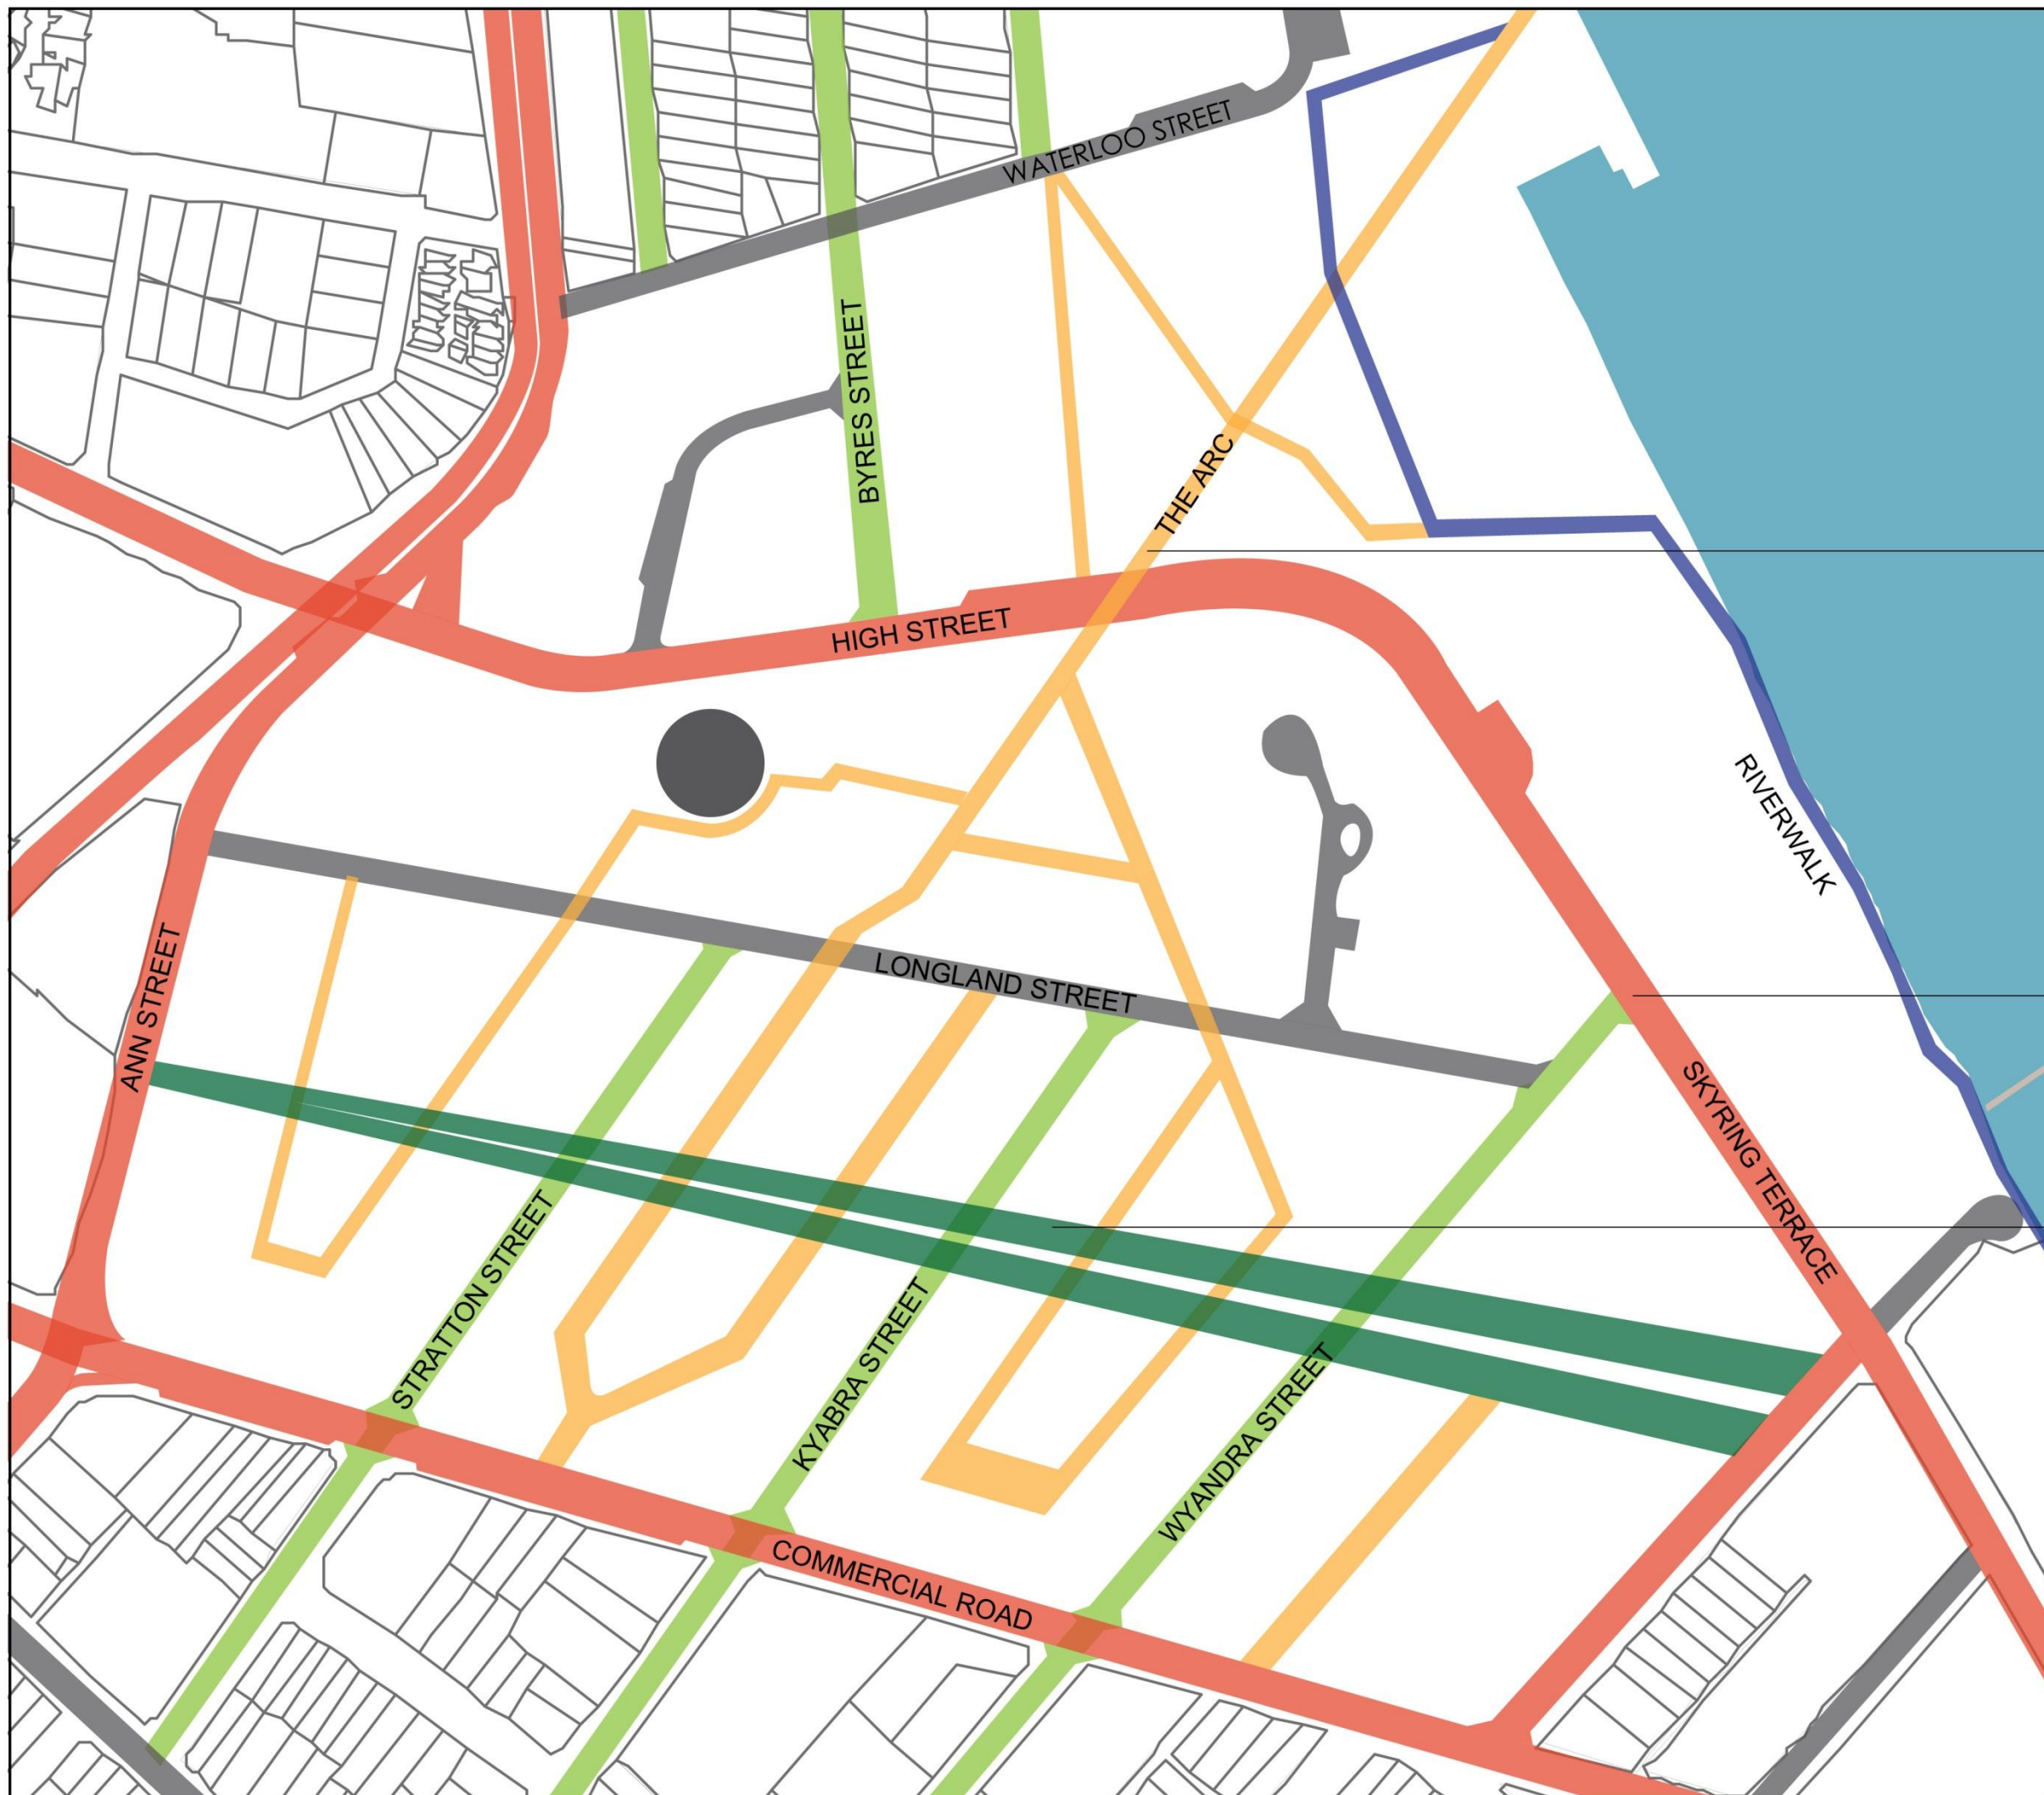 WATERLOO STREET
BYRES STREET
THE ARC
HIGH STREET
RIVERWALK
LONGLAND STREET
ANN STREET
SKYRING TERRACE
STRATTON STREET
KYABRA STREET
WYANDRA STREET
COMMERCIAL ROAD